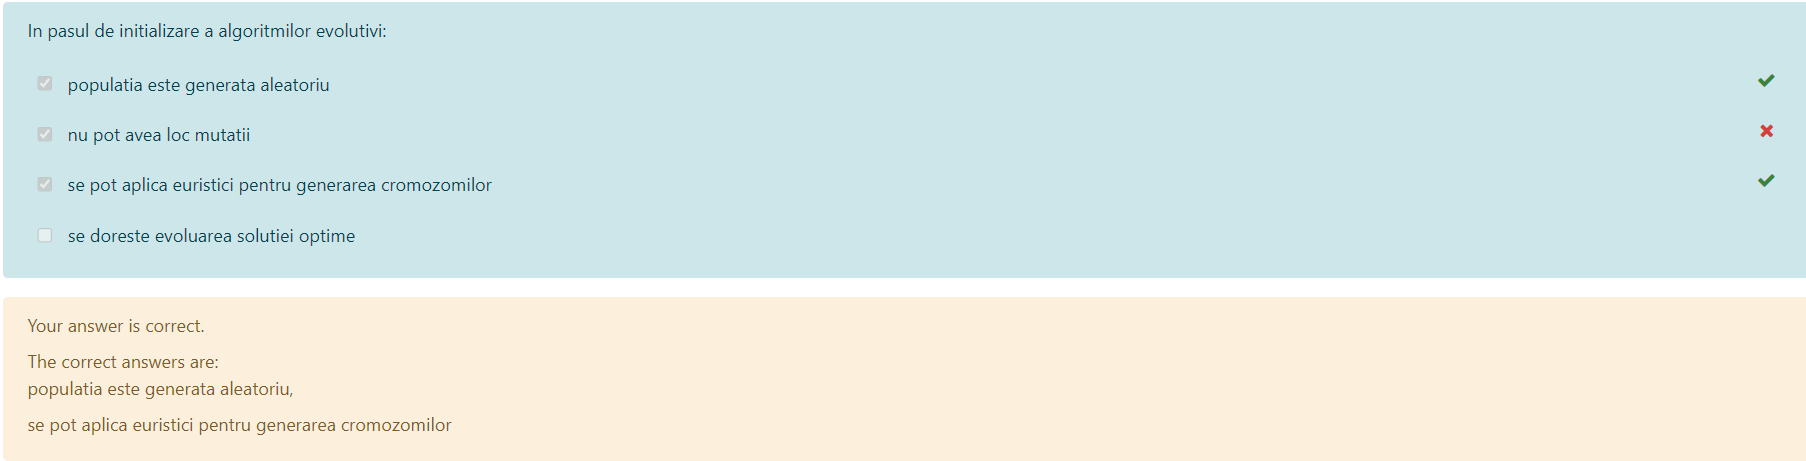 In pasul de initializare a algoritmilor evolutivi:
populatia este generata aleatoriu
nu pot avea loc mutatii
se pot aplica euristici pentru generarea cromozomilor
se doreste evoluarea solutiei optime
Your answer is correct.
The correct answers are:
populatia este generata aleatoriu,
se pot aplica euristici pentru generarea cromozomilor